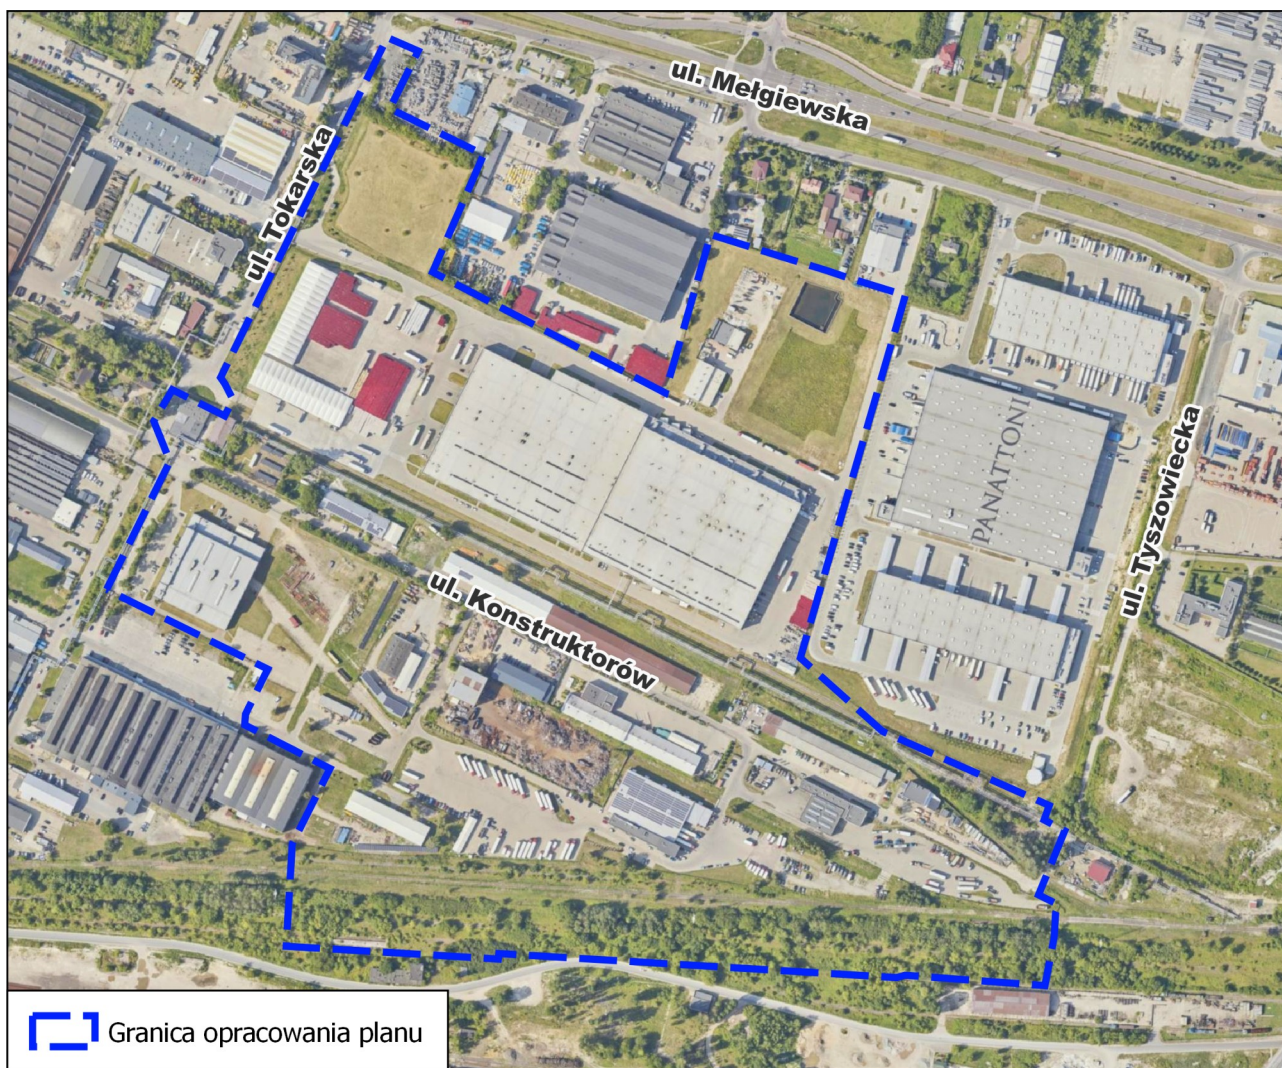 ul. Mełgiewska
ul. Tokarska
PANATTONI
ul. Tyszowiecka
ul. Konstruktorów
Granica opracowania planu